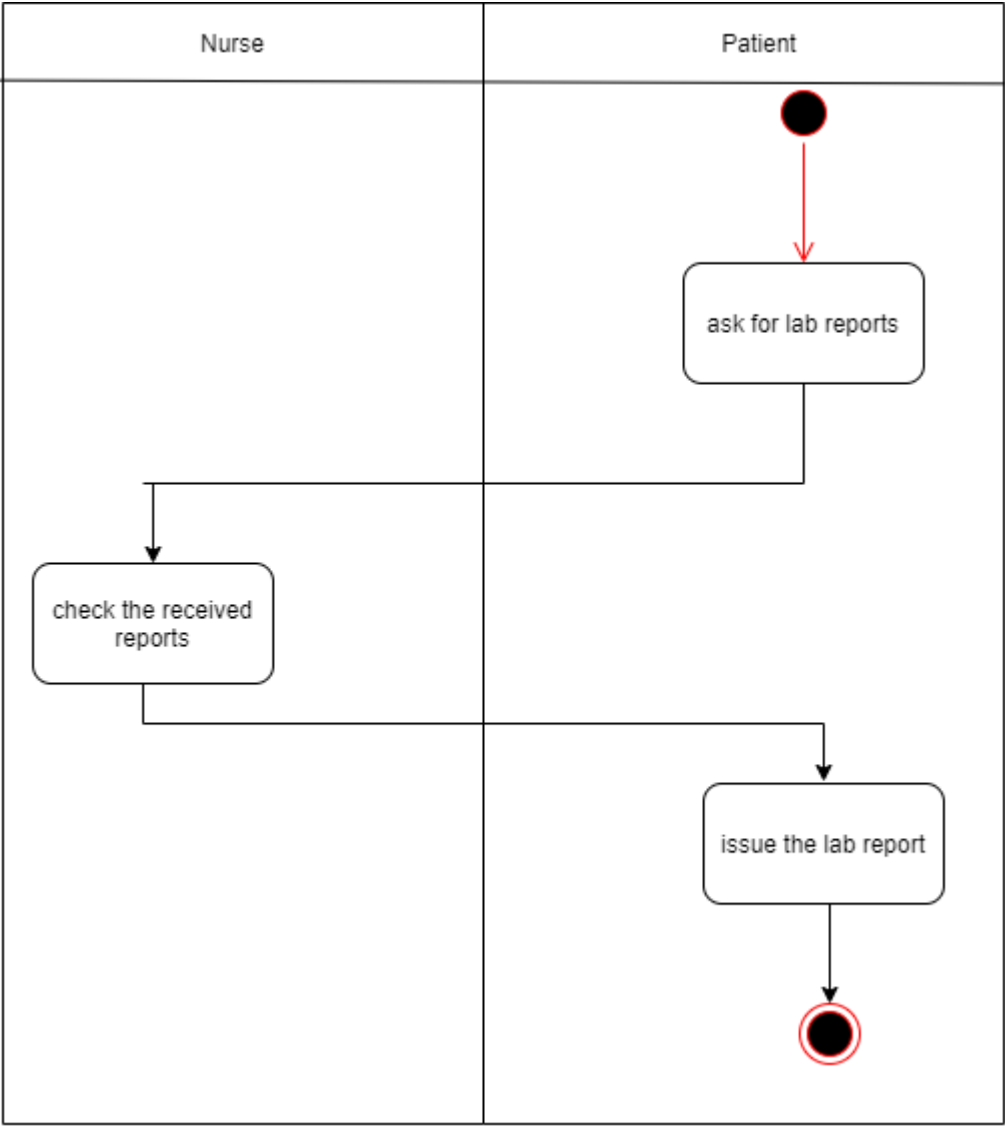 Nurse
Patient
ask for lab reports
check the received
reports
issue the lab report